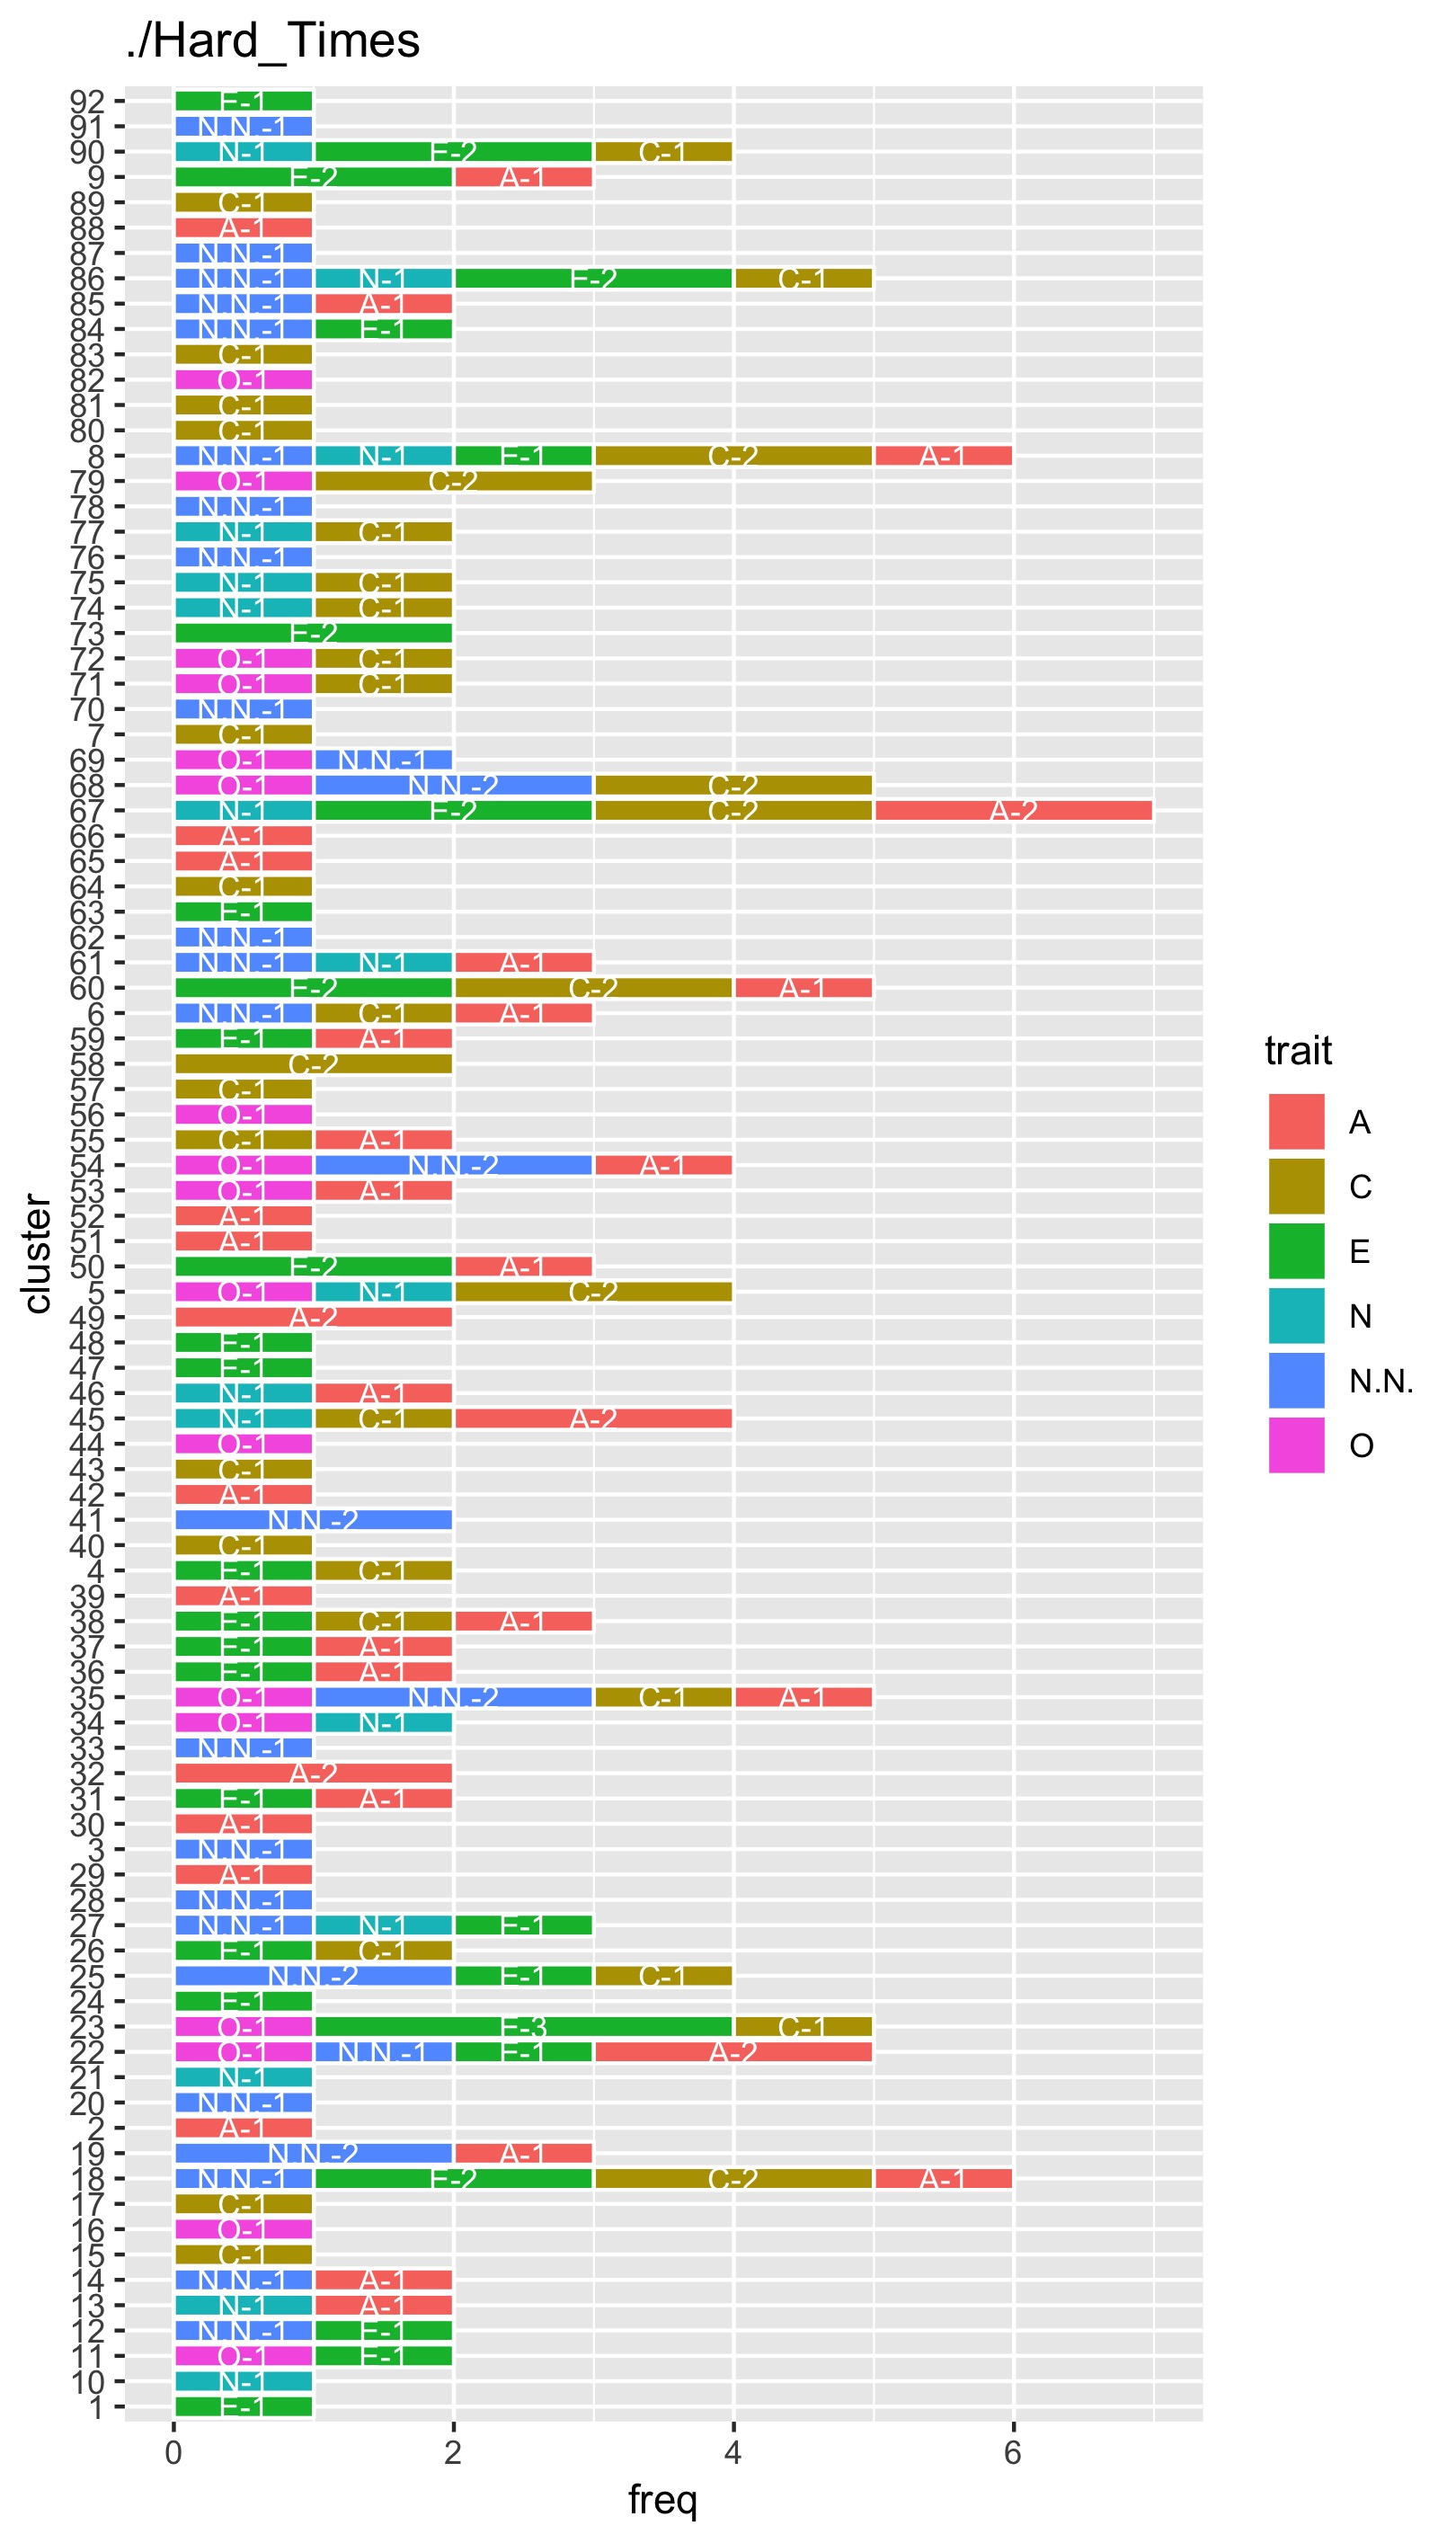 ./Hard_Times
92 E-1
91 N.N.-1
90 N-1 E-2 C-1
9 E-2 A-1
89 C-1
88 A-1
87 N.N.-1
86 N.N.-1 N-1 E-2 C-1
85 N.N.-1 A-1
84 N.N.-1 E-1
83 C-1
82 O-1
81 C-1
80 C-1
8 N.N.-1 N-1 E-1 C-2 A-1
79 O-1 C-2
78 N.N.-1
77 N-1 C-1
76 N.N.-1
75 N-1 C-1
74 N-1 C-1
73 E-2
72 O-1 C-1
71 O-1 C-1
70 N.N.-1
7 C-1
69 O-1 N.N.-1
68 O-1 N.N.-2 C-2
67 N-1 E-2 C-2 A-2
66 A-1
65 A-1
64 C-1
63 E-1
62 N.N.-1
61 N.N.-1 N-1 A-1
60 E-2 C-2 A-1
6 N.N.-1 C-1 A-1
59 E-1 A-1
58 C-2
57 C-1
56 O-1
55 C-1 A-1
54 O-1 N.N.-2 A-1
53 O-1 A-1
52 A-1
51 A-1
50 E-2 A-1
5 O-1 N-1 C-2
49 A-2
48 E-1
47 E-1
46 N-1 A-1
45 N-1 C-1 A-2
44 O-1
43 C-1
42 A-1
41 N.N.-2
40 C-1
4 E-1 C-1
39 A-1
38 E-1 C-1 A-1
37 E-1 A-1
36 E-1 A-1
35 O-1 N.N.-2 C-1 A-1
34 O-1 N-1
33 N.N.-1
32 A-2
31 E-1 A-1
30 A-1
3 N.N.-1
29 A-1
28 N.N.-1
27 N.N.-1 N-1 E-1
26 E-1 C-1
25 N.N.-2 E-1 C-1
24 E-1
23 O-1 E-3 C-1
22 O-1 N.N.-1 E-1 A-2
21 N-1
20 N.N.-1
2 A-1
19 N.N.-2 A-1
18 N.N.-1 E-2 C-2 A-1
17 C-1
16 O-1
15 C-1
14 N.N.-1 A-1
13 N-1 A-1
12 N.N.-1 E-1
11 O-1 E-1
10 N-1
1 E-1
0 2 4 6
freq
cluster
trait
A
C
E
N
N.N.
O